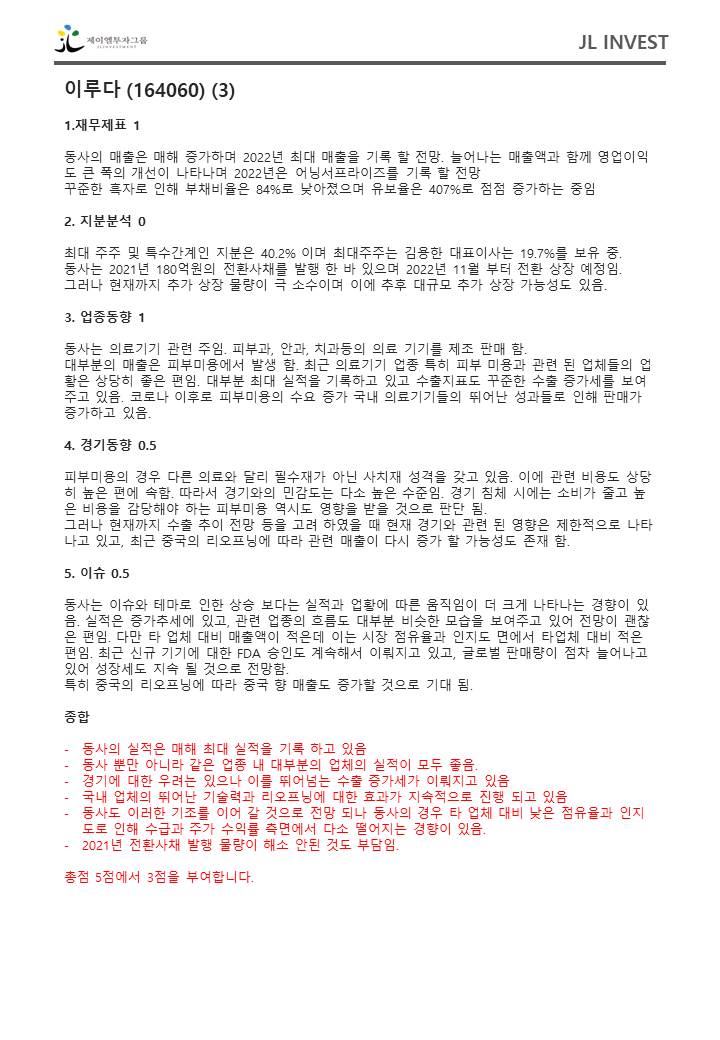 제이엘투자그룹
JLINVESTMENT
JL INVEST
이루다 (164060) (3)
1.재무제표 1
동사의 매출은 매해 증가하며 2022년 최대 매출을 기록 할 전망. 늘어나는 매출액과 함께 영업이익
도 큰 폭의 개선이 나타나며 2022년은 어닝서프라이즈를 기록 할 전망
꾸준한 흑자로 인해 부채비율은 84%로 낮아졌으며 유보율은 407%로 점점 증가하는 중임
2. 지분분석 0
최대 주주 및 특수간계인 지분은 40.2% 이며 최대주주는 김용한 대표이사는 19.7%를 보유 중.
동사는 2021년 180억원의 전환사채를 발행 한 바 있으며 2022년 11월 부터 전환 상장 예정임.
그러나 현재까지 추가 상장 물량이 극 소수이며 이에 추후 대규모 추가 상장 가능성도 있음.
3. 업종동향 1
동사는 의료기기 관련 주임. 피부과, 안과, 치과등의 의료 기기를 제조 판매 함.
대부분의 매출은 피부미용에서 발생 함. 최근 의료기기 업종 특히 피부 미용과 관련 된 업체들의 업
황은 상당히 좋은 편임. 대부분 최대 실적을 기록하고 있고 수출지표도 꾸준한 수출 증가세를 보여
주고 있음. 코로나 이후로 피부미용의 수요 증가 국내 의료기기들의 뛰어난 성과들로 인해 판매가
증가하고 있음.
4. 경기동향 0.5
피부미용의 경우 다른 의료와 달리 필수재가 아닌 사치재 성격을 갖고 있음. 이에 관련 비용도 상당
히 높은 편에 속함. 따라서 경기와의 민감도는 다소 높은 수준임. 경기 침체 시에는 소비가 줄고 높
은 비용을 감당해야 하는 피부미용 역시도 영향을 받을 것으로 판단 됨.
그러나 현재까지 수출 추이 전망 등을 고려 하였을 때 현재 경기와 관련 된 영향은 제한적으로 나타
나고 있고, 최근 중국의 리오프닝에 따라 관련 매출이 다시 증가 할 가능성도 존재 함.
5. 이슈 0.5
동사는 이슈와 테마로 인한 상승 보다는 실적과 업황에 따른 움직임이 더 크게 나타나는 경향이 있
음. 실적은 증가추세에 있고, 관련 업종의 흐름도 대부분 비슷한 모습을 보여주고 있어 전망이 괜찮
은 편임. 다만 타 업체 대비 매출액이 적은데 이는 시장 점유율과 인지도 면에서 타업체 대비 적은
편임. 최근 신규 기기에 대한 FDA 승인도 계속해서 이뤄지고 있고, 글로벌 판매량이 점차 늘어나고
있어 성장세도 지속 될 것으로 전망함.
특히 중국의 리오프닝에 따라 중국 향 매출도 증가할 것으로 기대 됨.
종합
- 동사의 실적은 매해 최대 실적을 기록 하고 있음
- 동사 뿐만 아니라 같은 업종 내 대부분의 업체의 실적이 모두 좋음.
- 경기에 대한 우려는 있으나 이를 뛰어넘는 수출 증가세가 이뤄지고 있음
- 국내 업체의 뛰어난 기술력과 리오프닝에 대한 효과가 지속적으로 진행 되고 있음
- 동사도 이러한 기조를 이어 갈 것으로 전망 되나 동사의 경우 타 업체 대비 낮은 점유율과 인지
도로 인해 수급과 주가 수익률 측면에서 다소 떨어지는 경향이 있음.
- 2021년 전환사채 발행 물량이 해소 안된 것도 부담임.
총점 5점에서 3점을 부여합니다.